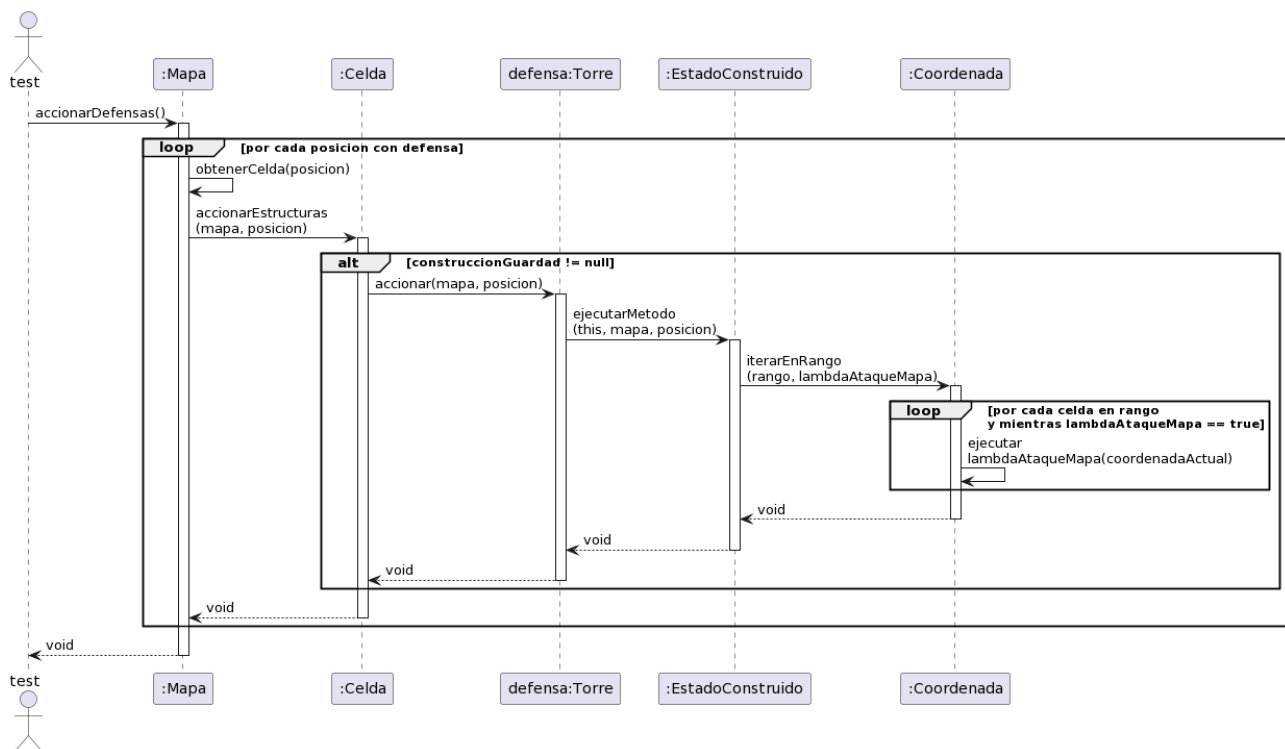 test
:Mapa
:Celda
defensa:Torre
:EstadoConstruido
:Coordenada
accionarDefensas()
loop
[por cada posicion con defensa]
obtenerCelda(posicion)
accionarEstructuras
(mapa, posicion)
alt
[construccionGuardad != null]
accionar(mapa, posicion)
ejecutarMetodo
(this, mapa, posicion)
iterarEnRango
(rango, lambdaAtaqueMapa)
loop
[por cada celda en rango
y mientras lambdaAtaqueMapa == true]
ejecutar
lambdaAtaqueMapa(coordenadaActual)
void
void
void
void
void
test
:Mapa
:Celda
defensa:Torre
:EstadoConstruido
:Coordenada